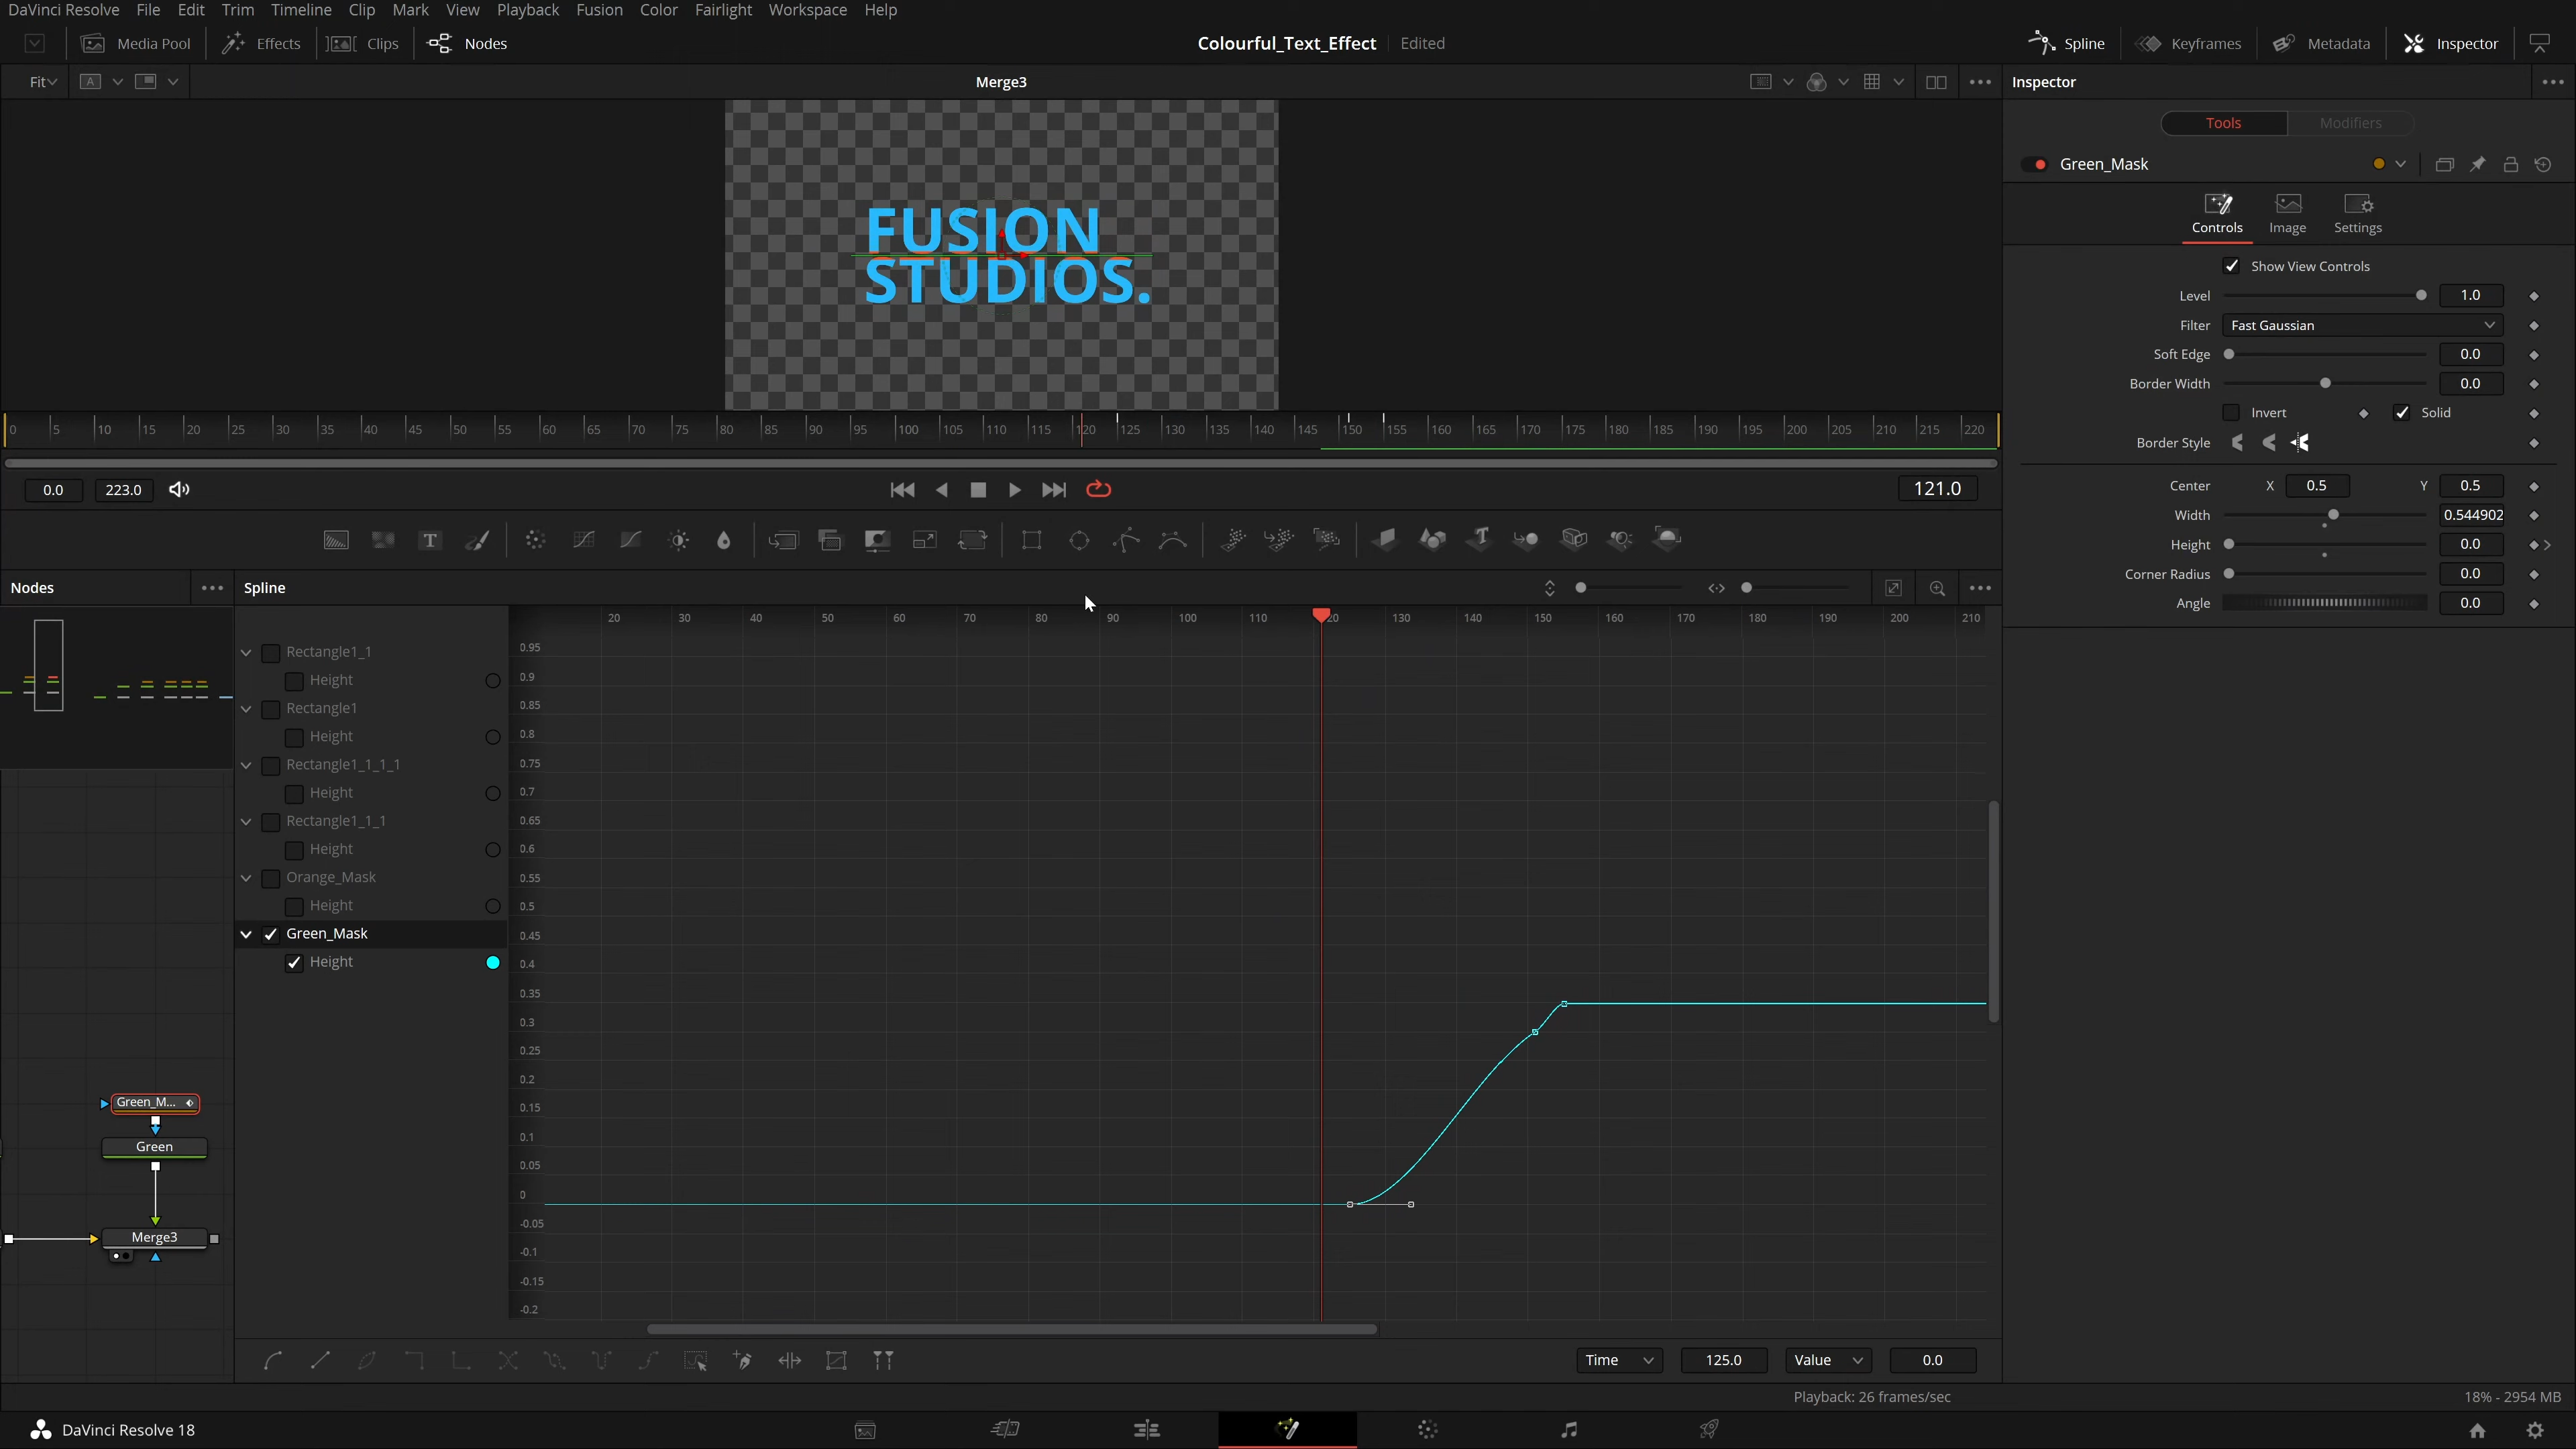 DaVinci Resolve File Edit Trim Timeline Clip Mark View Playback Fusion Color Fairlight Workspace Help
Media Pool Effects Clips Nodes Colourful_Text_Effect Edited Spline Keyframes Metadata Inspector
Fit A Merge3 Inspector
Tools Modifiers
Green_Mask
Controls Image Settings
FUSION
STUDIOS.
Show View Controls
Level 1.0
Filter Fast Gaussian
Soft Edge 0.0
Border Width 0.0
Invert Solid
Border Style
Center X 0.5 Y 0.5
Width 0.544902
Height 0.0
Corner Radius 0.0
Angle 0.0
0 5 10 15 20 25 30 35 40 45 50 55 60 65 70 75 80 85 90 95 100 105 110 115 120 125 130 135 140 145 150 155 160 165 170 175 180 185 190 195 200 205 210 215 220
0.0 223.0 121.0
Nodes Spline
20 30 40 50 60 70 80 90 100 110 20 130 140 150 160 170 180 190 200 210
Rectangle1_1
Height
Rectangle1
Height
Rectangle1_1_1_1
Height
Rectangle1_1_1
Height
Orange_Mask
Height
Green_Mask
Height
0.95
0.9
0.85
0.8
0.75
0.7
0.65
0.6
0.55
0.5
0.45
0.4
0.35
0.3
0.25
0.2
0.15
0.1
0.05
0
-0.05
-0.1
-0.15
-0.2
Green_M...
Green
Merge3
Time 125.0 Value 0.0
Playback: 26 frames/sec 18% - 2954 MB
DaVinci Resolve 18